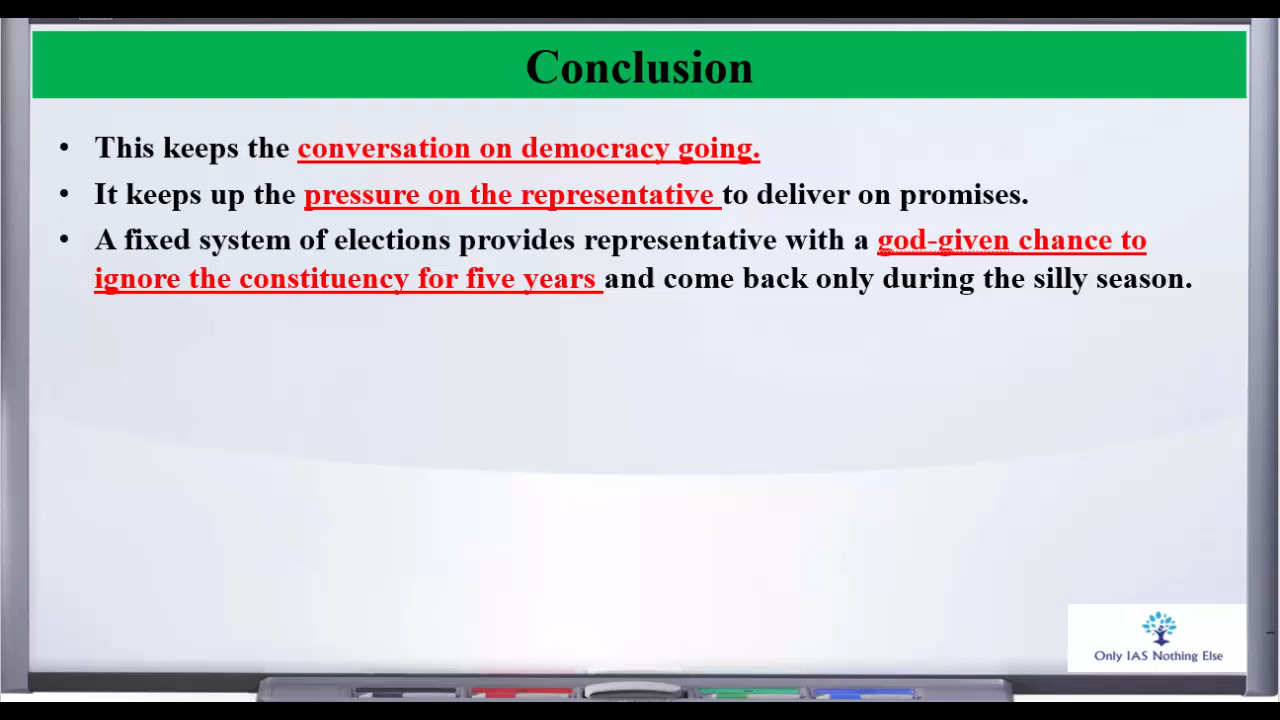 Conclusion
• This keeps the conversation on democracy going.
• It keeps up the pressure on the representative to deliver on promises.
• A fixed system of elections provides representative with a god-given chance to
ignore the constituency for five years and come back only during the silly season.
Only IAS Nothing Else